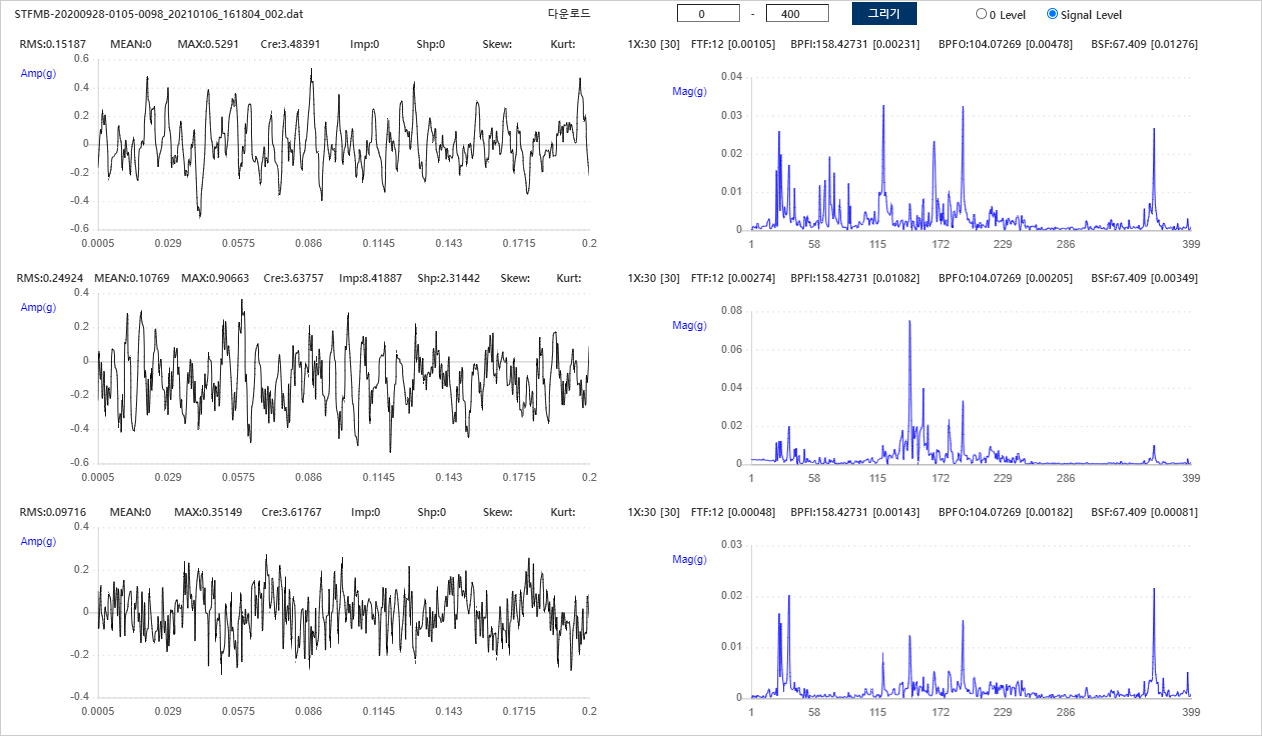 STFMB-20200928-0105-0098_20210106_161804_002.dat 다운로드 0 - 400 그리기 0 Level Signal Level
RMS:0.15187 MEAN:0 MAX:0.5291 Cre:3.48391 Imp:0 Shp:0 Skew: Kurt:
Amp(g)
0.6
0.4
0.2
0
-0.2
-0.4
-0.6
0.0005 0.029 0.0575 0.086 0.1145 0.143 0.1715 0.2
1X:30 [30] FTF:12 [0.00105] BPFI:158.42731 [0.00231] BPFO:104.07269 [0.00478] BSF:67.409 [0.01276]
Mag(g)
0.04
0.03
0.02
0.01
0
1 58 115 172 229 286 399
RMS:0.24924 MEAN:0.10769 MAX:0.90663 Cre:3.63757 Imp:8.41887 Shp:2.31442 Skew: Kurt:
Amp(g)
0.4
0.2
0
-0.2
-0.4
-0.6
0.0005 0.029 0.0575 0.086 0.1145 0.143 0.1715 0.2
1X:30 [30] FTF:12 [0.00274] BPFI:158.42731 [0.01082] BPFO:104.07269 [0.00205] BSF:67.409 [0.00349]
Mag(g)
0.08
0.06
0.04
0.02
0
1 58 115 172 229 286 399
RMS:0.09716 MEAN:0 MAX:0.35149 Cre:3.61767 Imp:0 Shp:0 Skew: Kurt:
Amp(g)
0.4
0.2
0
-0.2
-0.4
0.0005 0.029 0.0575 0.086 0.1145 0.143 0.1715 0.2
1X:30 [30] FTF:12 [0.00048] BPFI:158.42731 [0.00143] BPFO:104.07269 [0.00182] BSF:67.409 [0.00081]
Mag(g)
0.03
0.02
0.01
0
1 58 115 172 229 286 399